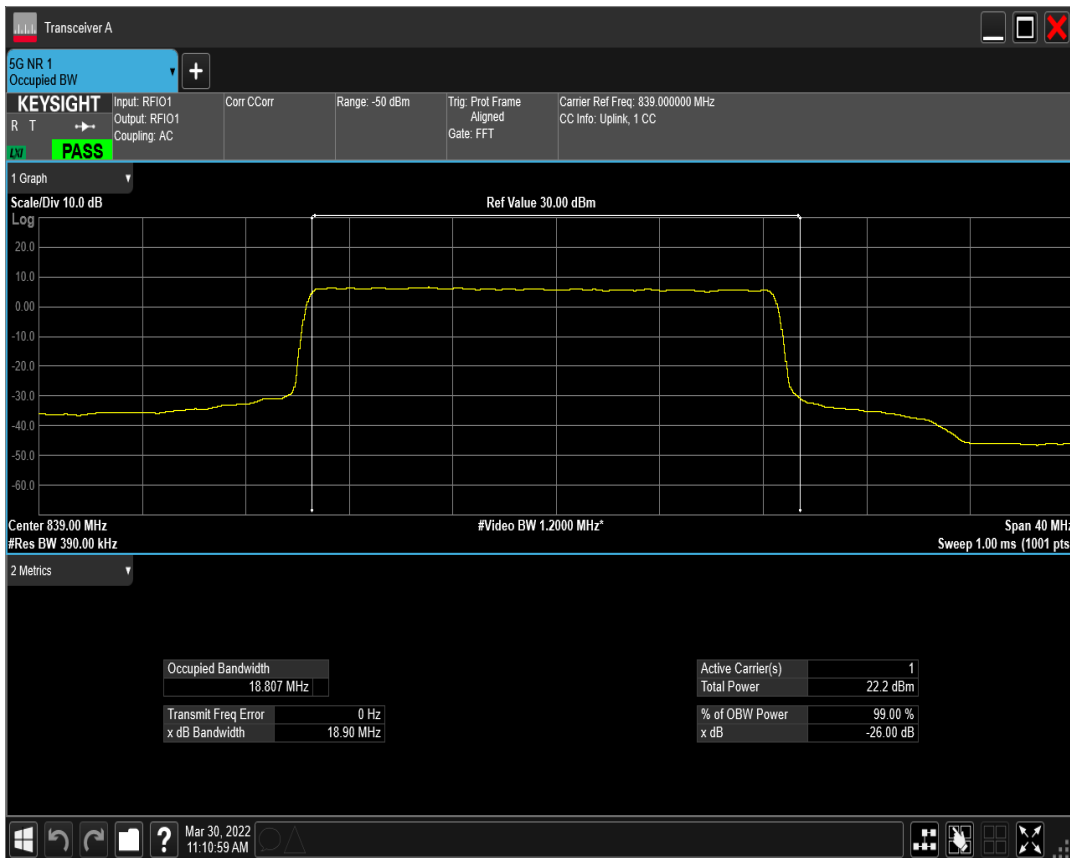 Transceiver A
5G NR 1
Occupied BW
+
KEYSIGHT
R T
LXI
PASS
Input: RFIO1
Output: RFIO1
Coupling: AC
Corr CCorr
Range: -50 dBm
Trig: Prot Frame
Aligned
Gate: FFT
Carrier Ref Freq: 839.000000 MHz
CC Info: Uplink, 1 CC
1 Graph
Scale/Div 10.0 dB
Ref Value 30.00 dBm
Log
20.0
10.0
0.00
-10.0
-20.0
-30.0
-40.0
-50.0
-60.0
Center 839.00 MHz
#Video BW 1.2000 MHz*
Span 40 MHz
#Res BW 390.00 kHz
Sweep 1.00 ms (1001 pts
2 Metrics
Occupied Bandwidth
18.807 MHz
Transmit Freq Error 0 Hz
x dB Bandwidth 18.90 MHz
Active Carrier(s) 1
Total Power 22.2 dBm
% of OBW Power 99.00 %
x dB -26.00 dB
?
Mar 30, 2022
11:10:59 AM